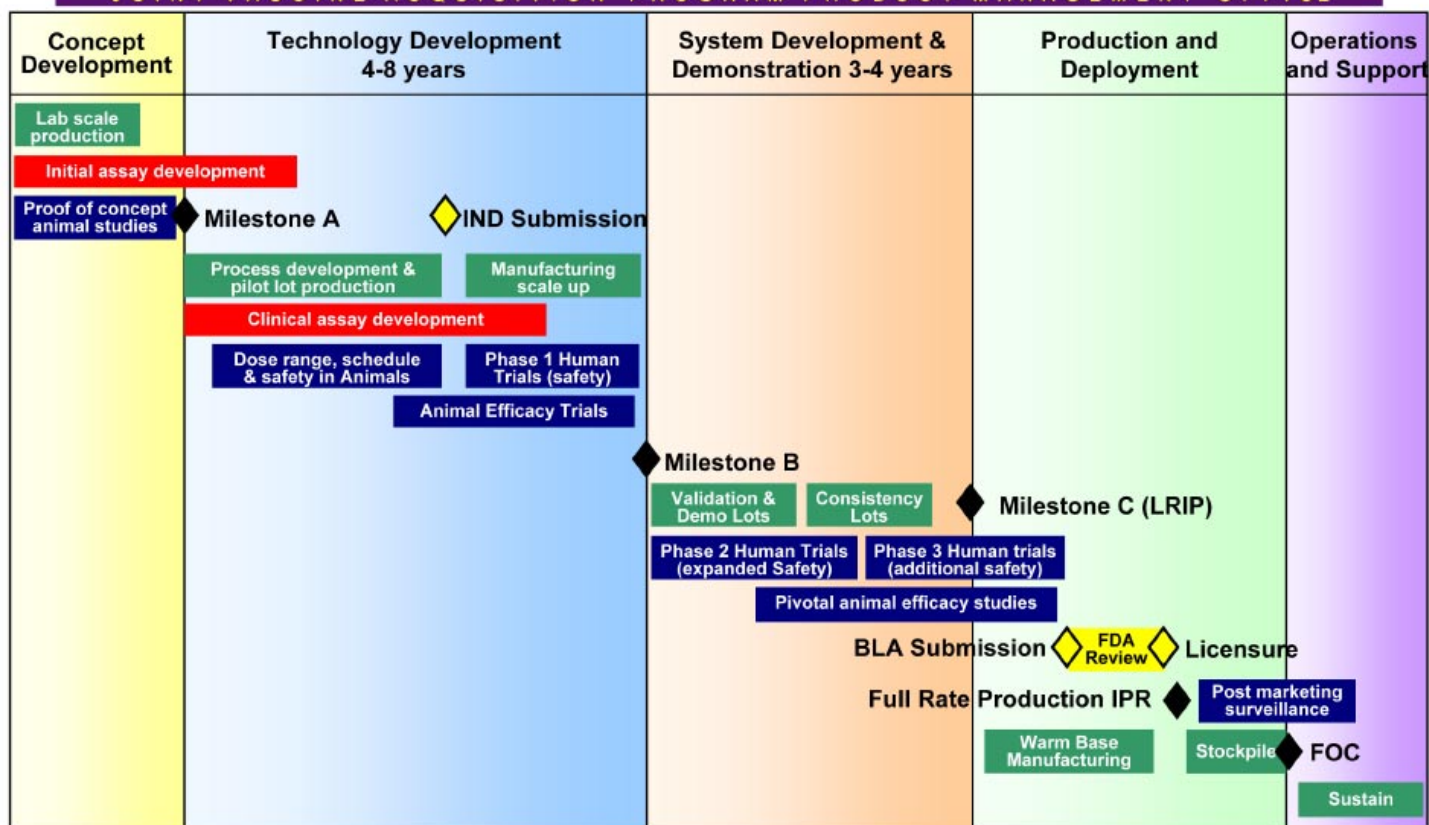 Concept
Development
Technology Development
4-8 years
System Development &
Demonstration 3-4 years
Production and
Deployment
Operations
and Support
Lab scale
production
Initial assay development
Proof of concept
animal studies
Milestone A
IND Submission
Process development &
pilot lot production
Manufacturing
scale up
Clinical assay development
Dose range, schedule
& safety in Animals
Phase 1 Human
Trials (safety)
Animal Efficacy Trials
Milestone B
Validation &
Demo Lots
Consistency
Lots
Milestone C (LRIP)
Phase 2 Human Trials
(expanded Safety)
Phase 3 Human trials
(additional safety)
Pivotal animal efficacy studies
BLA Submission
FDA
Review
Licensure
Full Rate Production IPR
Post marketing
surveillance
Warm Base
Manufacturing
Stockpile
FOC
Sustain